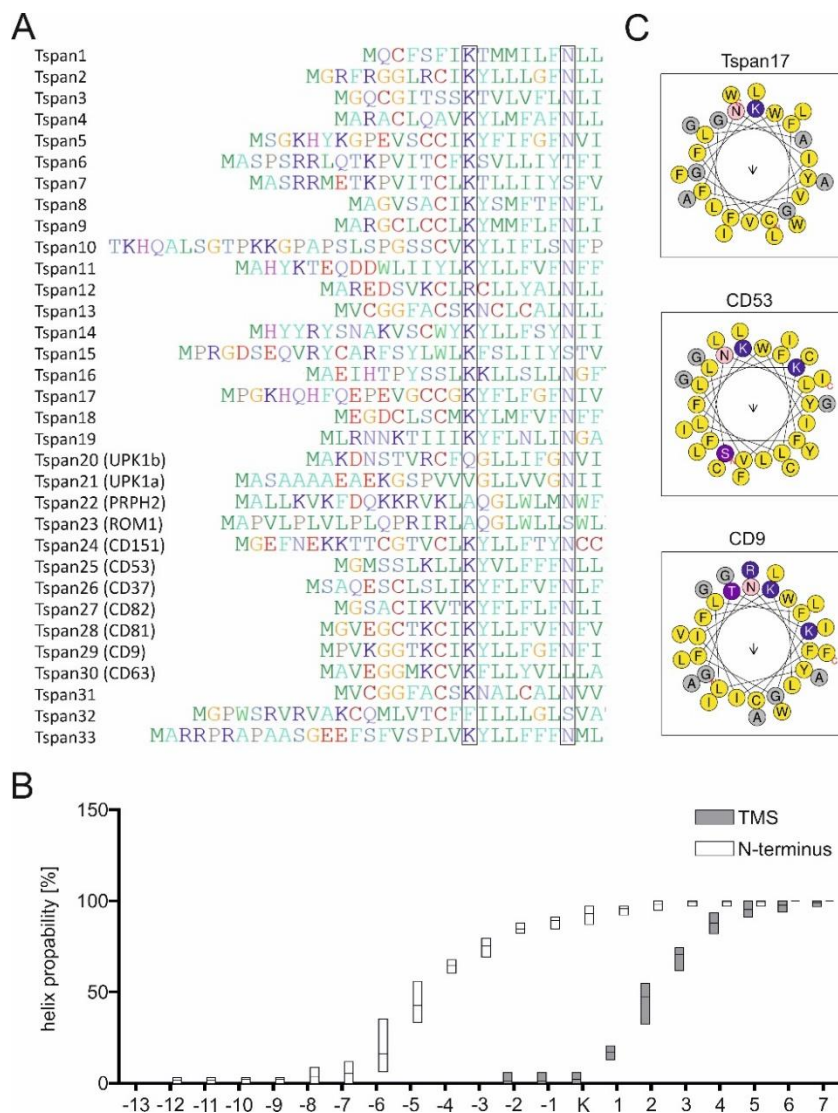 A
Tspan1 MQCFSFIKTMMILFNLL
Tspan2 MGRFRGGLRCIKYLLLGFNLL
Tspan3 MGQCGITSSKTVLVFLNLI
Tspan4 MARACLQAVKYLMFAFNLL
Tspan5 MSGKHYKGPEVSCCIKYFIFGFNVI
Tspan6 MASPSRRLQTKPVITCFKSVLLIYTFI
Tspan7 MASRRMETKPVITCLKTLLIIYSFV
Tspan8 MAGVSACIKYSMFTFNFL
Tspan9 MARGCLCCLKYMMFLFNLI
Tspan10 TKHQALSGTPKKGPAPSLSPGSSCVKYLIFLSNFP
Tspan11 MAHYKTEQDDWLIIYLKYLLFVFNFF
Tspan12 MAREDSVKCLRCLLYALNLL
Tspan13 MVCGGFACSKNCLCALNLL
Tspan14 MHYYRYSNAKVSCWYKYLLFSYNII
Tspan15 MPRGDSEQVRYCARFSYLWLKFSLIIYSTV
Tspan16 MAEIHTPYSSLKKLLSLLNGF
Tspan17 MPGKHQHFQEPEVGCCGKYFLFGFNIV
Tspan18 MEGDCLSCMKYLMFVFNFF
Tspan19 MLRNNKTIIIKYFLNLINGA
Tspan20 (UPK1b) MAKDNSTVRCFQGLLIFGNVI
Tspan21 (UPK1a) MASAAAAEAEKGSPVVVGLLVVGNII
Tspan22 (PRPH2) MALLKVKFDQKKRVKLAQGLWLMNWF
Tspan23 (ROM1) MAPVLPLVLPLQPRIRLAQGLWLLSWL
Tspan24 (CD151) MGEFNEKKTTCGTVCLKYLLFTYNCC
Tspan25 (CD53) MGMSSLKLLKYVLFFFNLL
Tspan26 (CD37) MSAQESCLSLIKYFLFVFNLF
Tspan27 (CD82) MGSACIKVTKYFLFLFNLI
Tspan28 (CD81) MGVEGCTKCIKYLLFVFNFV
Tspan29 (CD9) MPVKGGTKCIKYLLFGFNFI
Tspan30 (CD63) MAVEGGMKCVKFLLYVLLLA
Tspan31 MVCGGFACSKNALCALNVV
Tspan32 MGPWSRVRVAKCQMLVTCFFILLLGLSVA
Tspan33 MARRPRAPAASGEEFSFVSPLVKYLLFFFNML
C
Tspan17
CD53
CD9
B
TMS
N-terminus
helix propability [%]
150
100
50
0
-13 -12 -11 -10 -9 -8 -7 -6 -5 -4 -3 -2 -1 K 1 2 3 4 5 6 7